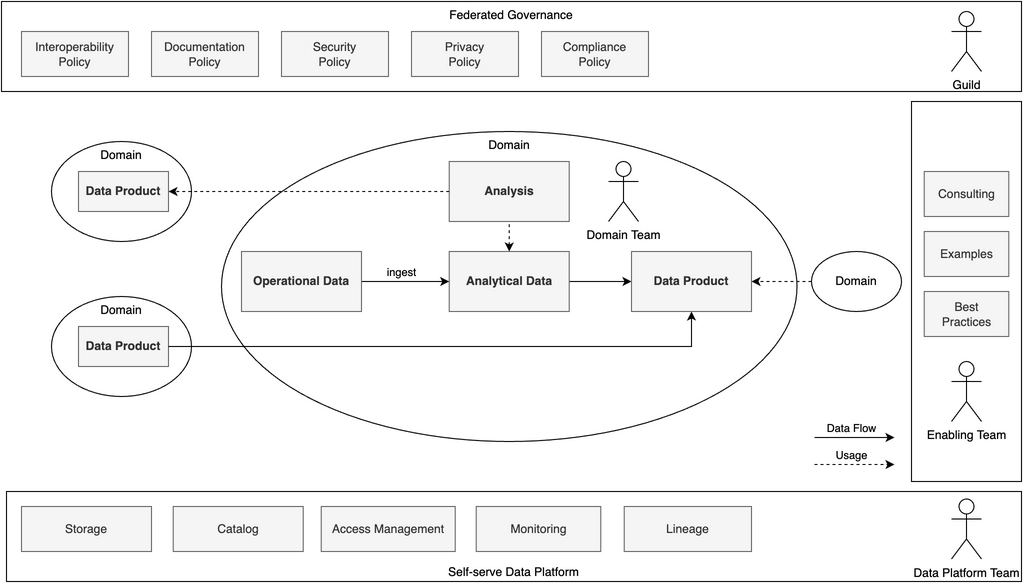 Federated Governance
Interoperability
Policy
Documentation
Policy
Security
Policy
Privacy
Policy
Compliance
Policy
Guild
Domain
Data Product
Domain
Analysis
Domain Team
Operational Data
ingest
Analytical Data
Data Product
Domain
Domain
Data Product
Data Flow
Usage
Consulting
Examples
Best
Practices
Enabling Team
Storage
Catalog
Access Management
Monitoring
Lineage
Self-serve Data Platform
Data Platform Team